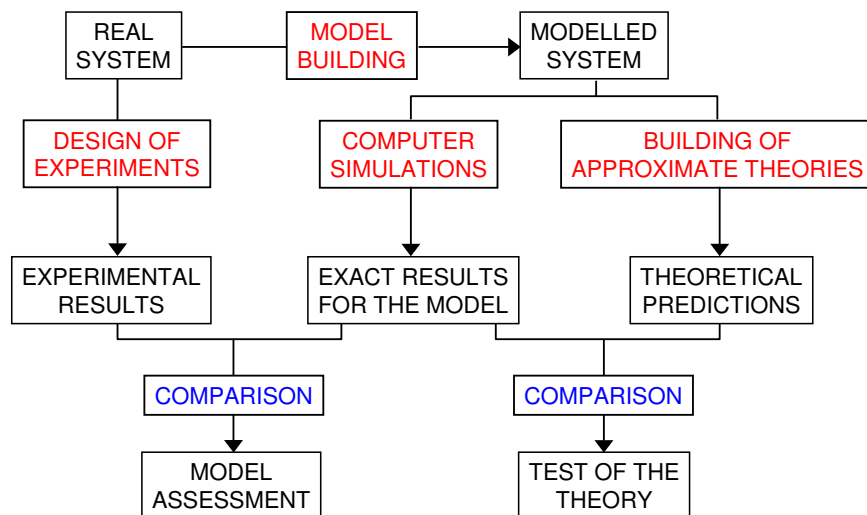 REAL
SYSTEM
MODEL
BUILDING
MODELLED
SYSTEM
DESIGN OF
EXPERIMENTS
COMPUTER
SIMULATIONS
BUILDING OF
APPROXIMATE THEORIES
EXPERIMENTAL
RESULTS
EXACT RESULTS
FOR THE MODEL
THEORETICAL
PREDICTIONS
COMPARISON
COMPARISON
MODEL
ASSESSMENT
TEST OF THE
THEORY